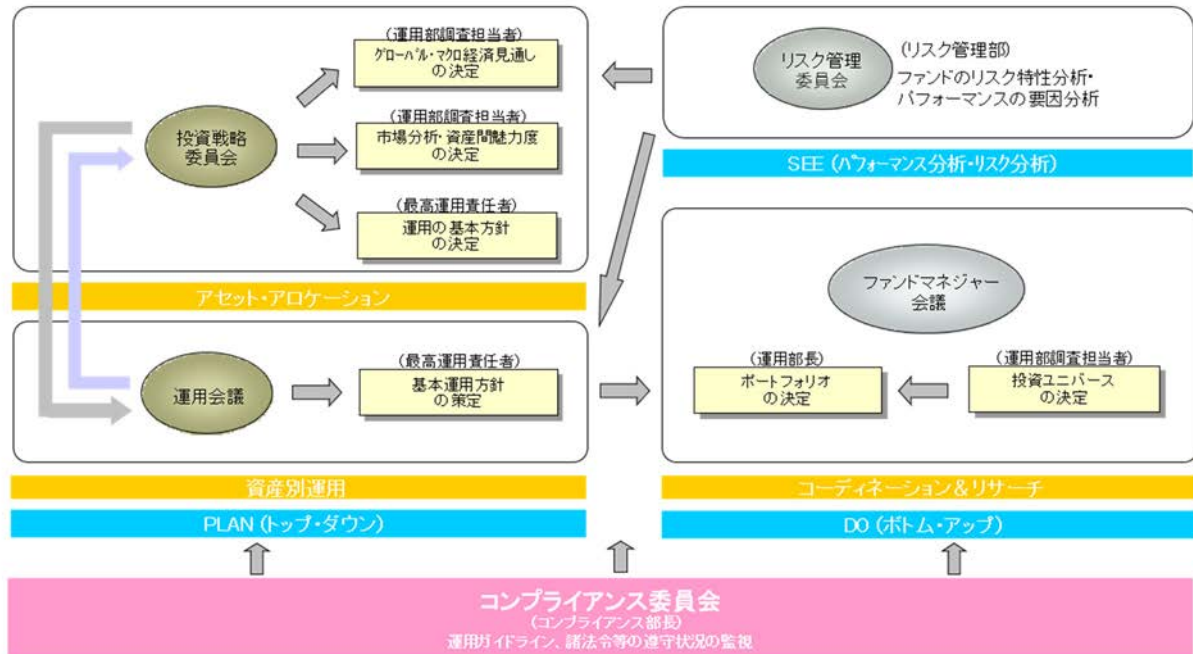 (運用部調査担当者)
グローバル・マクロ経済見通し
の決定
投資戦略
委員会
(運用部調査担当者)
市場分析・資産間魅力度
の決定
(最高運用責任者)
運用の基本方針
の決定
アセット・アロケーション
リスク管理
委員会
(リスク管理部)
ファンドのリスク特性分析・
パフォーマンスの要因分析
SEE (パフォーマンス分析・リスク分析)
運用会議
(最高運用責任者)
基本運用方針
の策定
資産別運用
PLAN (トップ・ダウン)
ファンドマネジャー
会議
(運用部長)
ポートフォリオ
の決定
(運用部調査担当者)
投資ユニバース
の決定
コーディネーション&リサーチ
DO (ボトム・アップ)
コンプライアンス委員会
(コンプライアンス部長)
運用ガイドライン、諸法令等の遵守状況の監視